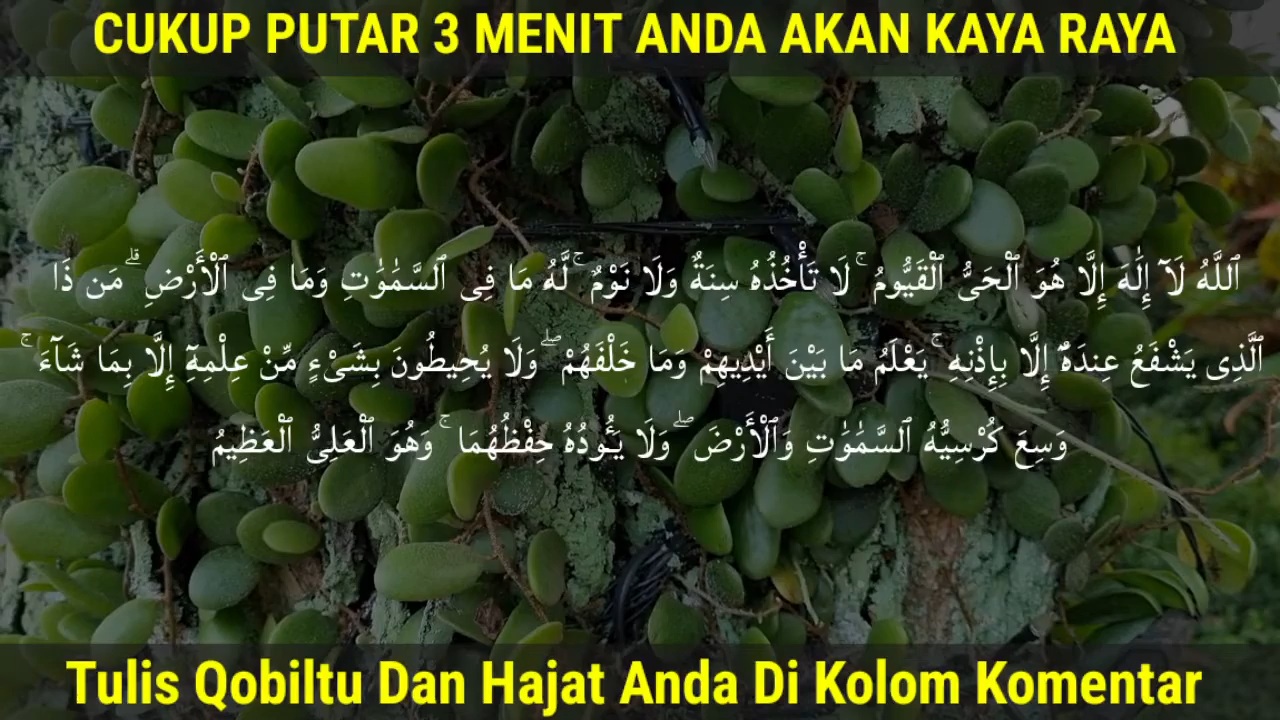 CUKUP PUTAR 3 MENIT ANDA AKAN KAYA RAYA
ٱللَّهُ لَآ إِلَٰهَ إِلَّا هُوَ ٱلْحَىُّ ٱلْقَيُّومُ ۚ لَا تَأْخُذُهُۥ سِنَةٌ وَلَا نَوْمٌ ۚ لَّهُۥ مَا فِى ٱلسَّمَٰوَٰتِ وَمَا فِى ٱلْأَرْضِ ۗ مَن ذَا
ٱلَّذِى يَشْفَعُ عِندَهُۥٓ إِلَّا بِإِذْنِهِۦ ۚ يَعْلَمُ مَا بَيْنَ أَيْدِيهِمْ وَمَا خَلْفَهُمْ ۖ وَلَا يُحِيطُونَ بِشَىْءٍ مِّنْ عِلْمِهِۦٓ إِلَّا بِمَا شَآءَ ۚ
وَسِعَ كُرْسِيُّهُ ٱلسَّمَٰوَٰتِ وَٱلْأَرْضَ ۖ وَلَا يَـُٔودُهُۥ حِفْظُهُمَا ۚ وَهُوَ ٱلْعَلِىُّ ٱلْعَظِيمُ
Tulis Qobiltu Dan Hajat Anda Di Kolom Komentar